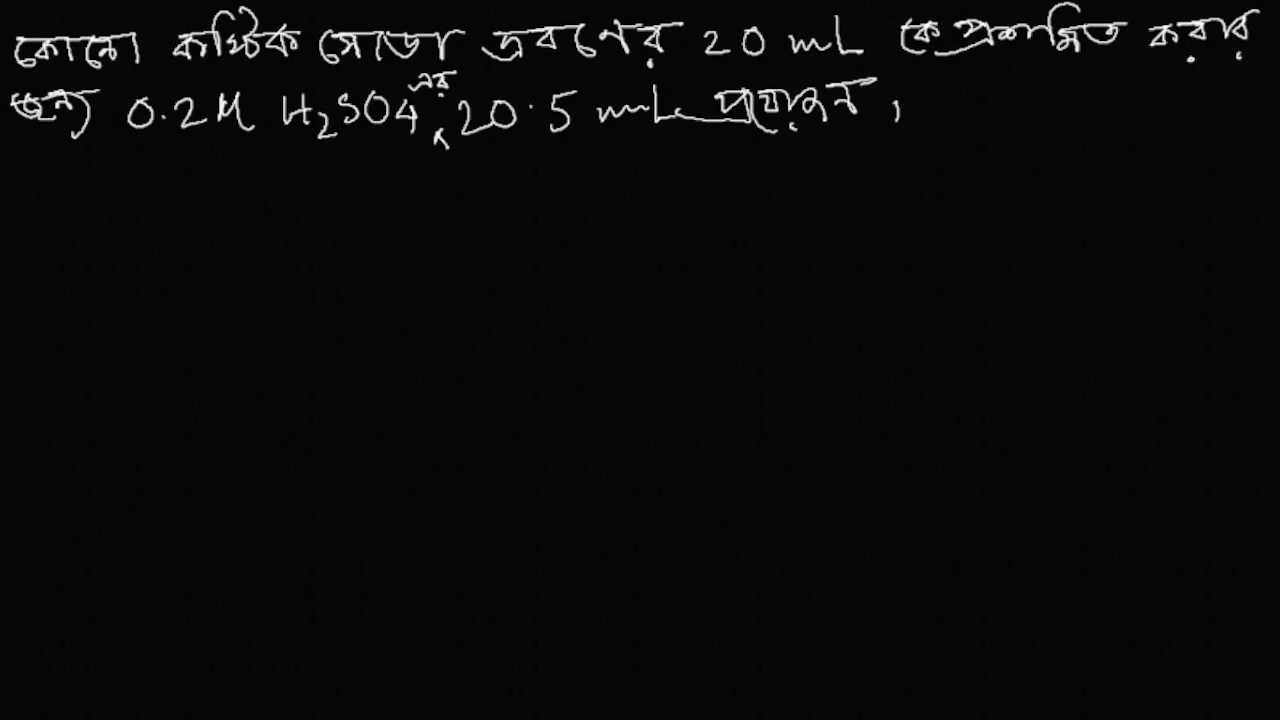 কোনো কস্টিক সোডা দ্রবণের 20 mL কে প্রশমিত করার
জন্য 0.2M H₂SO4 এর 20.5 mL প্রয়োজন।